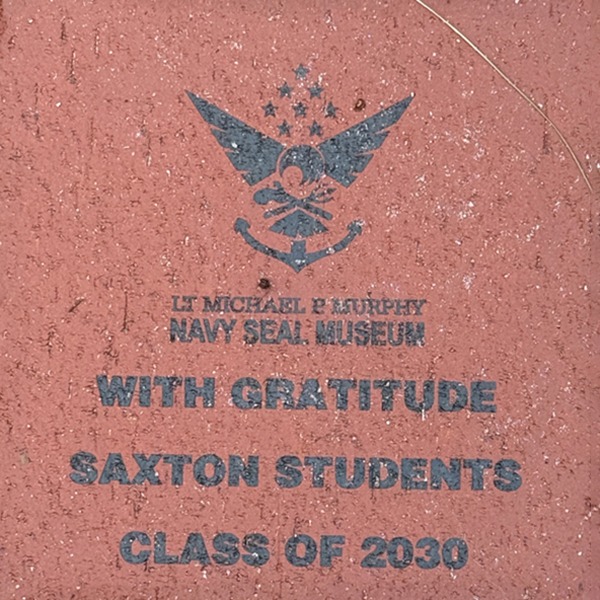 LT MICHAEL P MURPHY
NAVY SEAL MUSEUM
WITH GRATITUDE
SAXTON STUDENTS
CLASS OF 2030